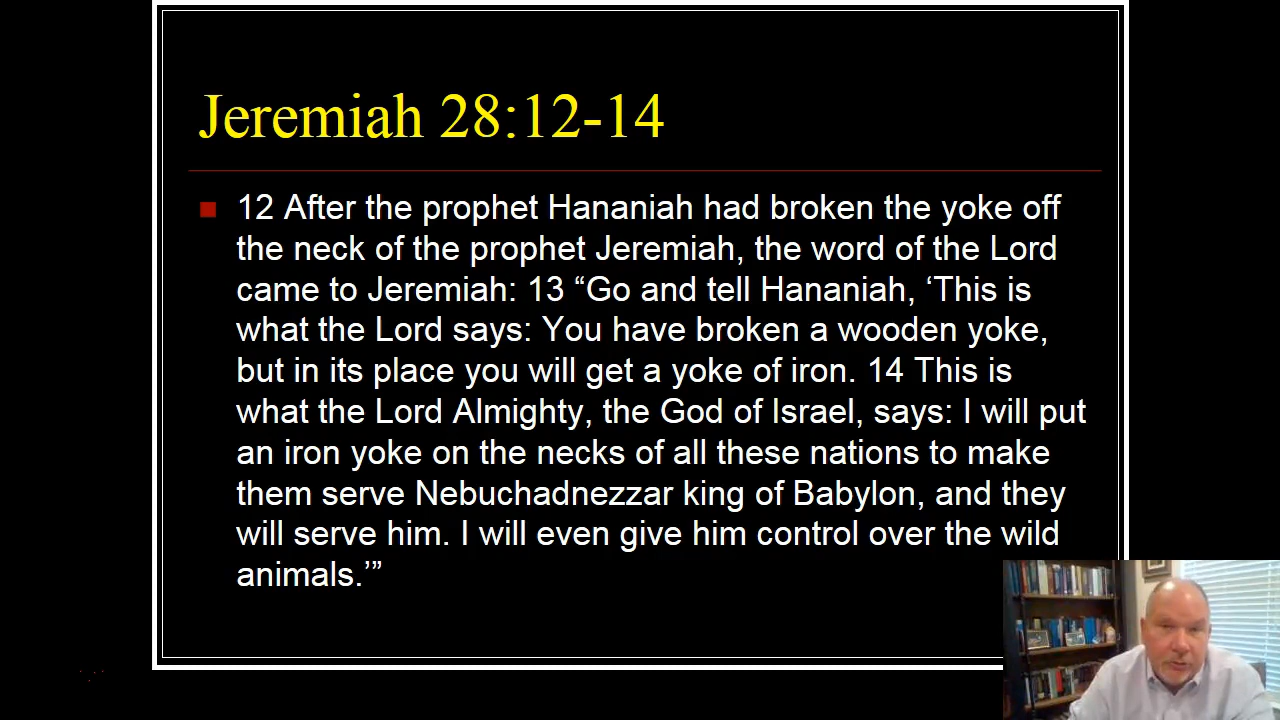 Jeremiah 28:12-14
12 After the prophet Hananiah had broken the yoke off
the neck of the prophet Jeremiah, the word of the Lord
came to Jeremiah: 13 “Go and tell Hananiah, ‘This is
what the Lord says: You have broken a wooden yoke,
but in its place you will get a yoke of iron. 14 This is
what the Lord Almighty, the God of Israel, says: I will put
an iron yoke on the necks of all these nations to make
them serve Nebuchadnezzar king of Babylon, and they
will serve him. I will even give him control over the wild
animals.’”